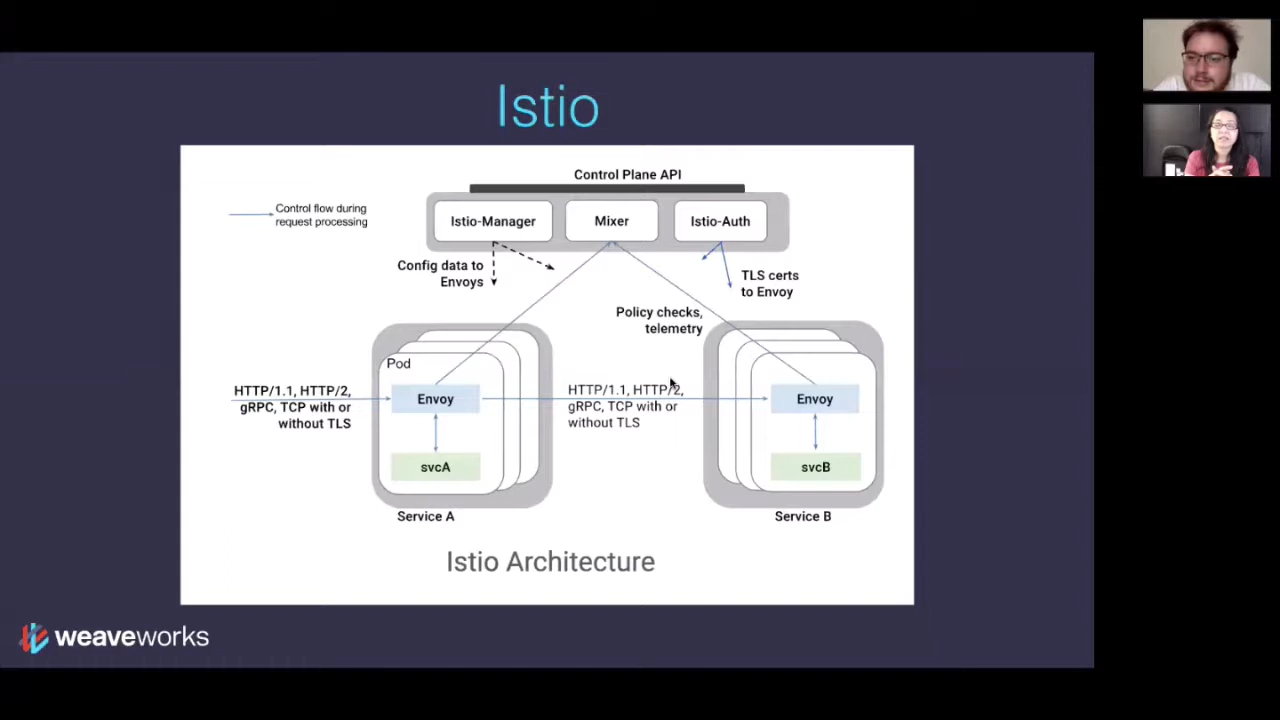 Istio
Control Plane API
Control flow during
request processing
Istio-Manager
Mixer
Istio-Auth
Config data to
Envoys
TLS certs
to Envoy
Policy checks,
telemetry
Pod
HTTP/1.1, HTTP/2,
gRPC, TCP with or
without TLS
Envoy
HTTP/1.1, HTTP/2,
gRPC, TCP with or
without TLS
Envoy
svcA
svcB
Service A
Service B
Istio Architecture
weaveworks